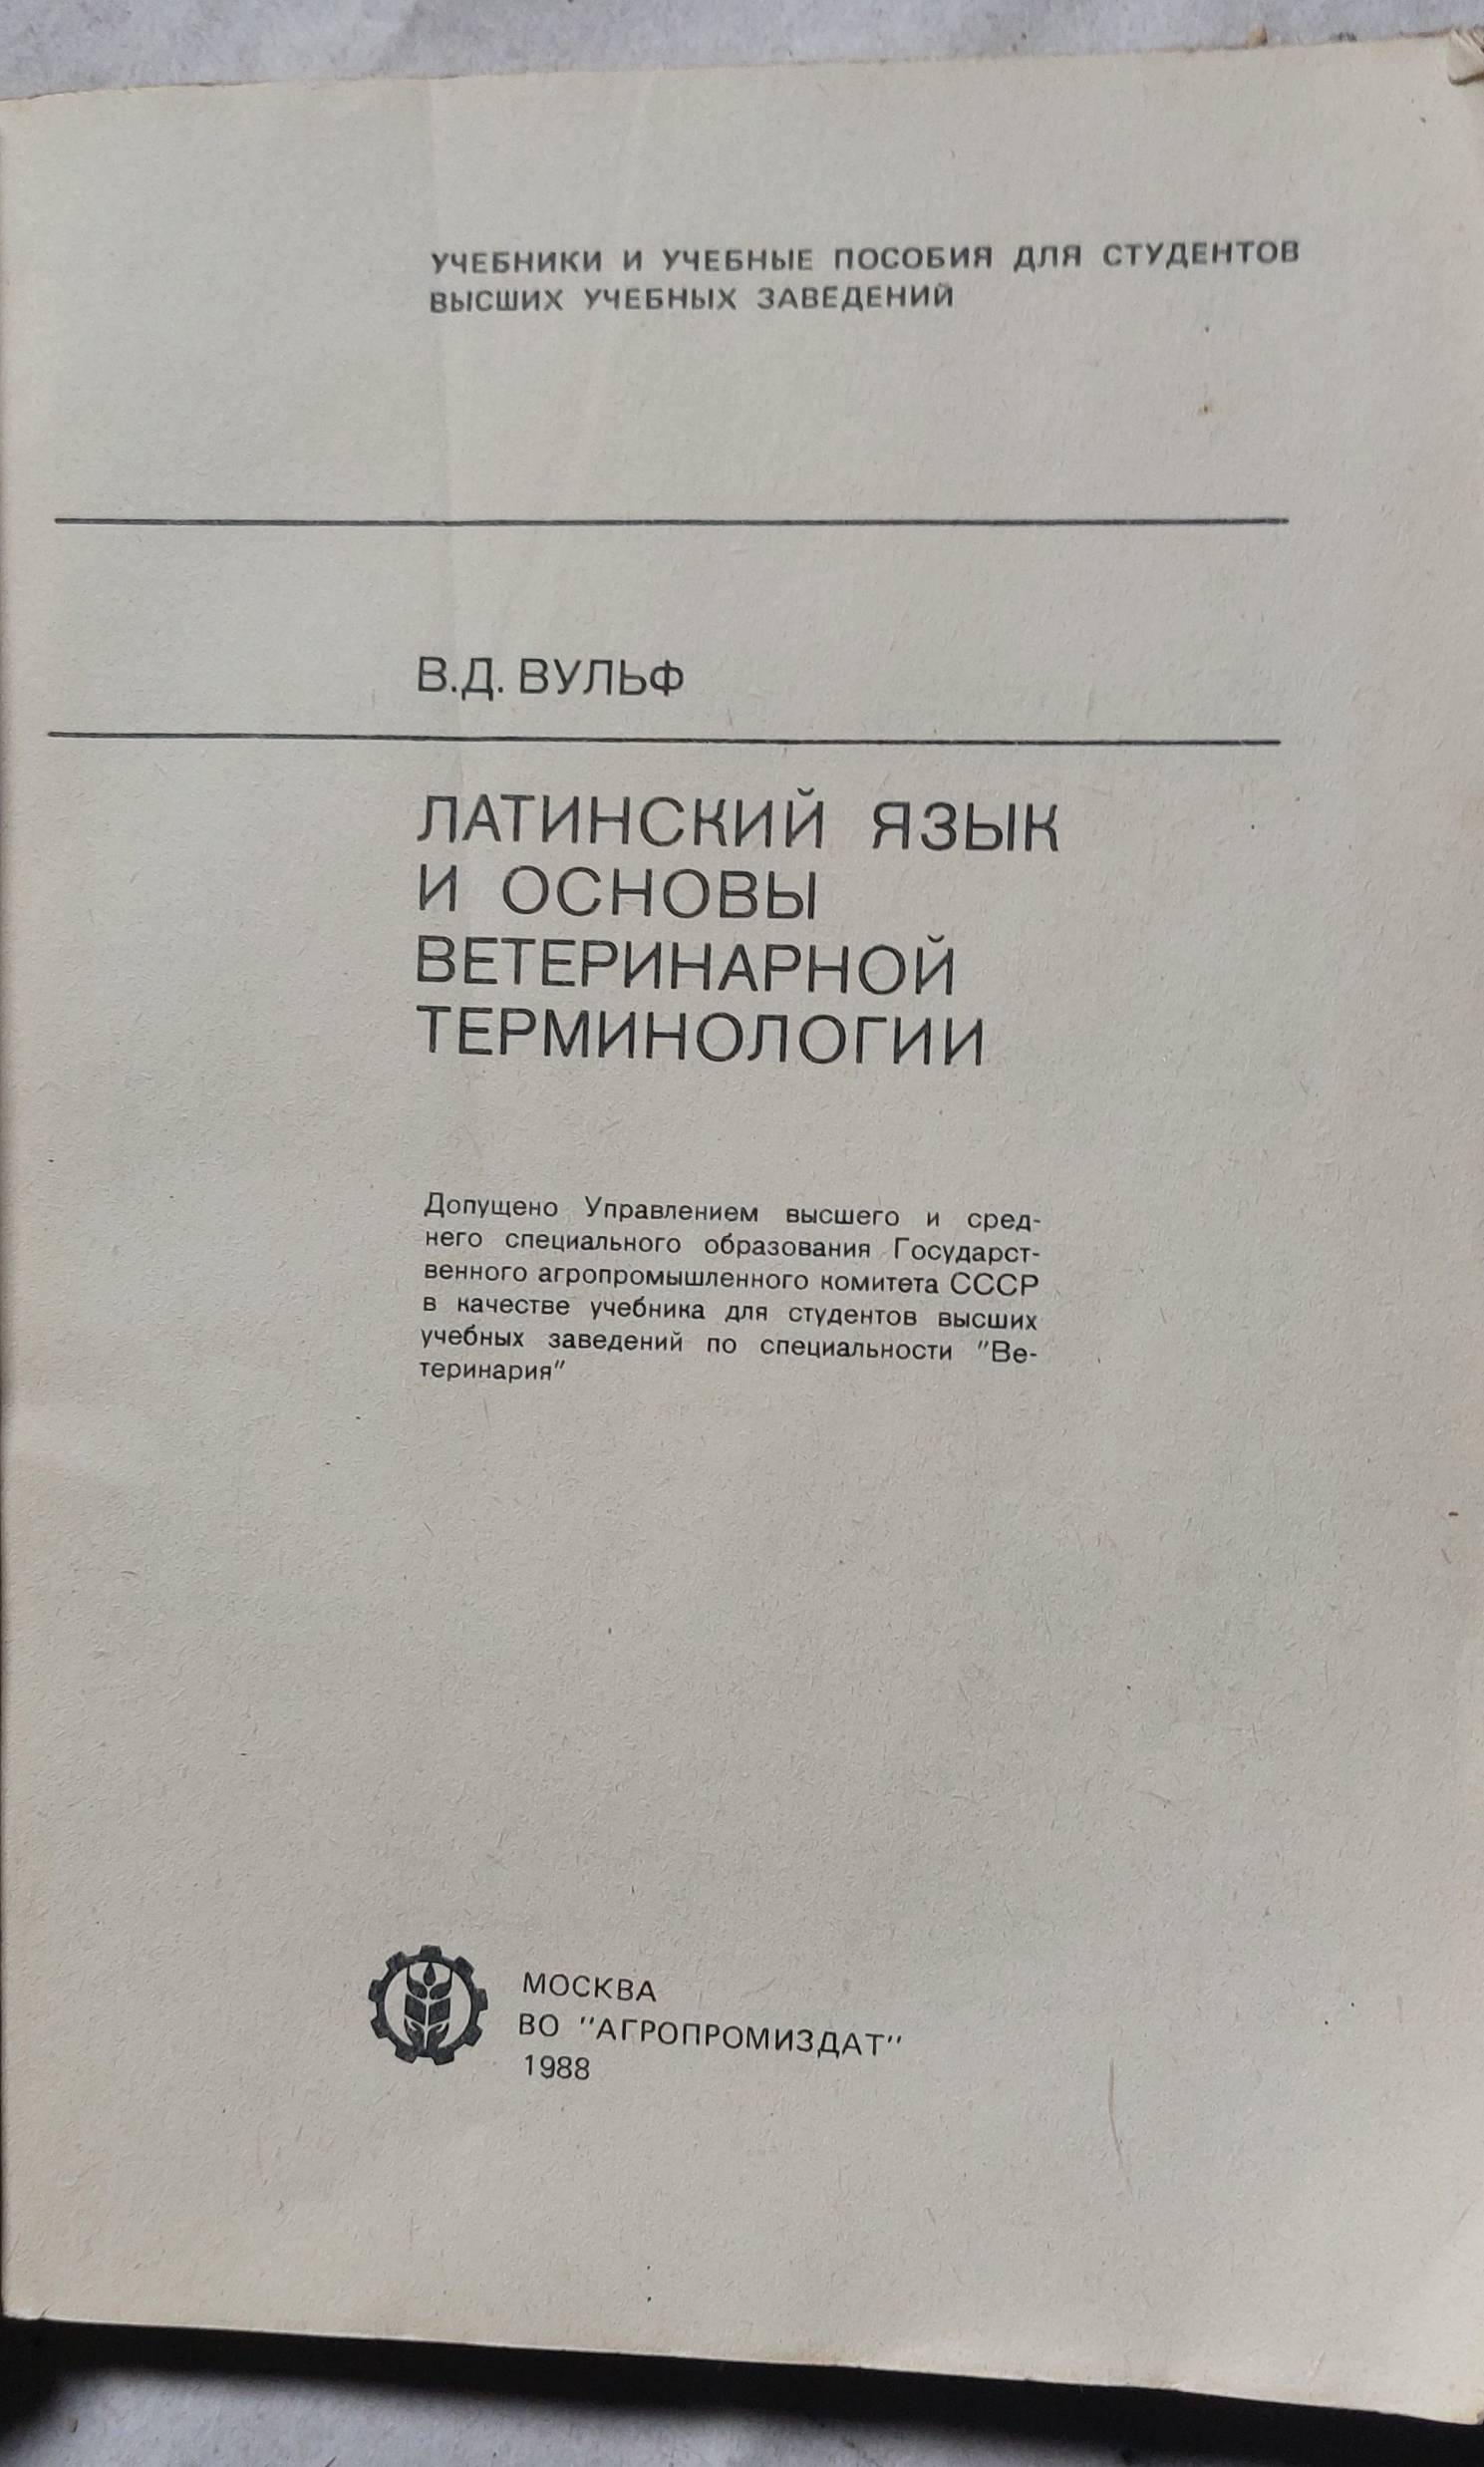 УЧЕБНИКИ И УЧЕБНЫЕ ПОСОБИЯ ДЛЯ СТУДЕНТОВ
ВЫСШИХ УЧЕБНЫХ ЗАВЕДЕНИЙ
В.Д. ВУЛЬФ
ЛАТИНСКИЙ ЯЗЫК
И ОСНОВЫ
ВЕТЕРИНАРНОЙ
ТЕРМИНОЛОГИИ
Допущено Управлением высшего и сред-
него специального образования Государст-
венного агропромышленного комитета СССР
в качестве учебника для студентов высших
учебных заведений по специальности "Ве-
теринария"
МОСКВА
ВО "АГРОПРОМИЗДАТ"
1988